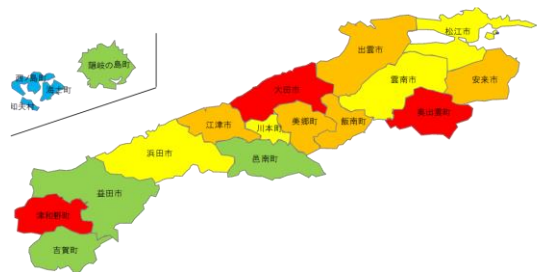 松江市
出雲市
隠岐の島町
西ノ島町
海士町
知夫村
雲南市
安来市
大田市
奥出雲町
江津市
川本町
美郷町
飯南町
浜田市
邑南町
益田市
津和野町
吉賀町